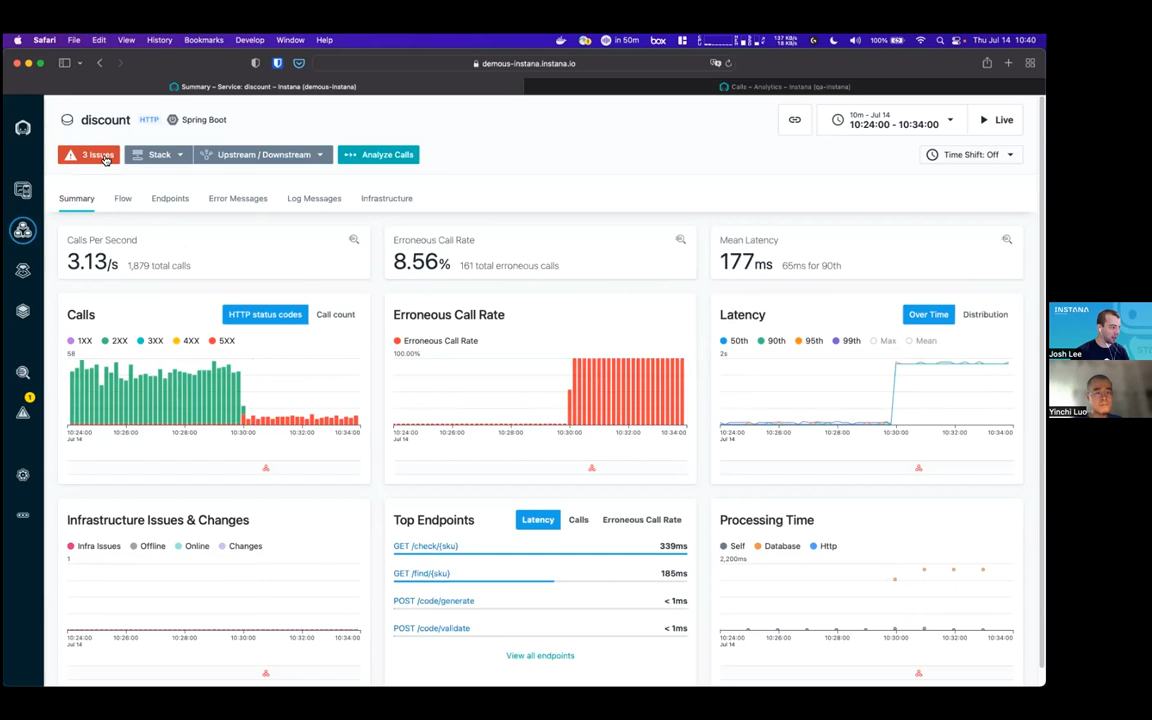 Safari File Edit View History Bookmarks Develop Window Help
in 50m box 137 KB/s 18 KB/s 100% Thu Jul 14 10:40
demous-instana.instana.io
Summary – Service: discount – Instana (demous-instana)
Calls – Analytics – Instana (qa-instana)
discount HTTP Spring Boot
10m - Jul 14
10:24:00 - 10:34:00
Live
3 Issues Stack Upstream / Downstream Analyze Calls
Time Shift: Off
Summary Flow Endpoints Error Messages Log Messages Infrastructure
Calls Per Second
3.13/s 1,879 total calls
Erroneous Call Rate
8.56% 161 total erroneous calls
Mean Latency
177ms 65ms for 90th
Calls HTTP status codes Call count
1XX 2XX 3XX 4XX 5XX
58
10:24:00 10:26:00 10:28:00 10:30:00 10:32:00 10:34:00
Jul 14
Erroneous Call Rate
Erroneous Call Rate
100.00%
10:24:00 10:26:00 10:28:00 10:30:00 10:32:00 10:34:00
Jul 14
Latency Over Time Distribution
50th 90th 95th 99th Max Mean
2s
10:24:00 10:26:00 10:28:00 10:30:00 10:32:00 10:34:00
Jul 14
INSTANA
Josh Lee
Yinchi Luo
1
Infrastructure Issues & Changes
Infra Issues Offline Online Changes
1
10:24:00 10:26:00 10:28:00 10:30:00 10:32:00 10:34:00
Jul 14
Top Endpoints Latency Calls Erroneous Call Rate
GET /check/{sku} 339ms
GET /find/{sku} 185ms
POST /code/generate < 1ms
POST /code/validate < 1ms
View all endpoints
Processing Time
Self Database Http
2,200ms
10:24:00 10:26:00 10:28:00 10:30:00 10:32:00 10:34:00
Jul 14